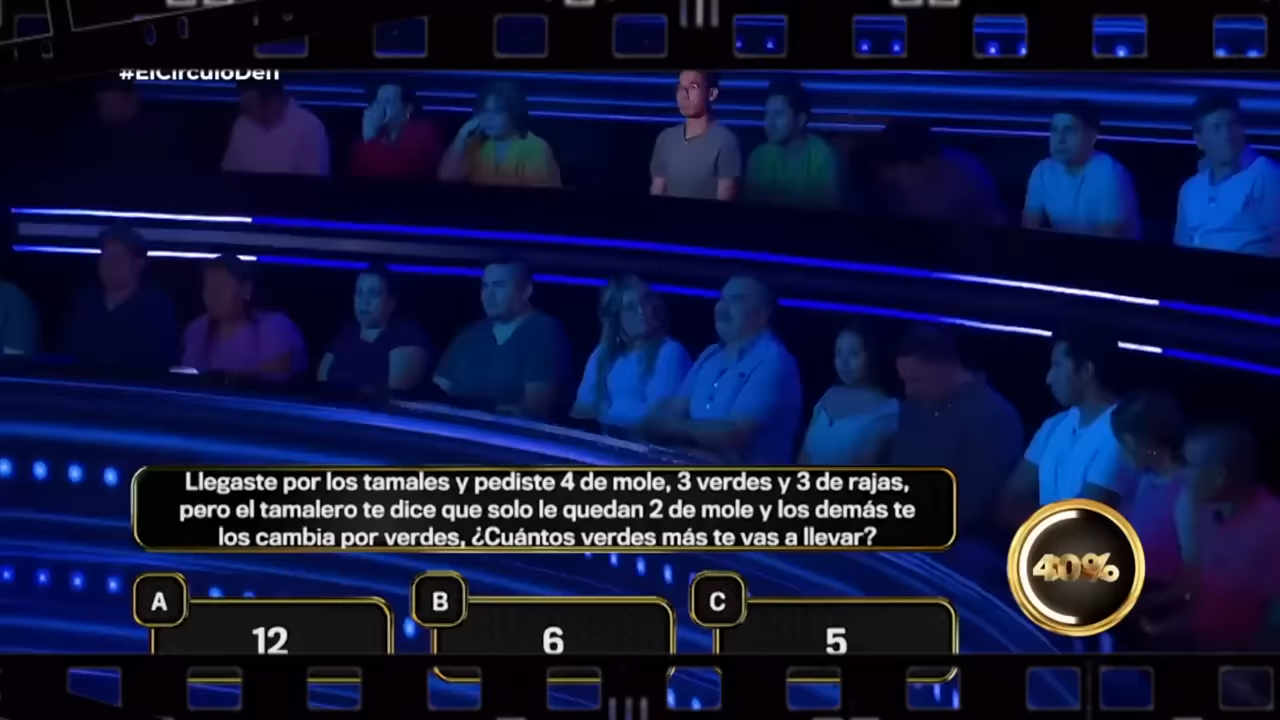 #ElCírculoDeh
Llegaste por los tamales y pediste 4 de mole, 3 verdes y 3 de rajas,
pero el tamalero te dice que solo le quedan 2 de mole y los demás te
los cambia por verdes, ¿Cuántos verdes más te vas a llevar?
40%
A
12
B
6
C
5